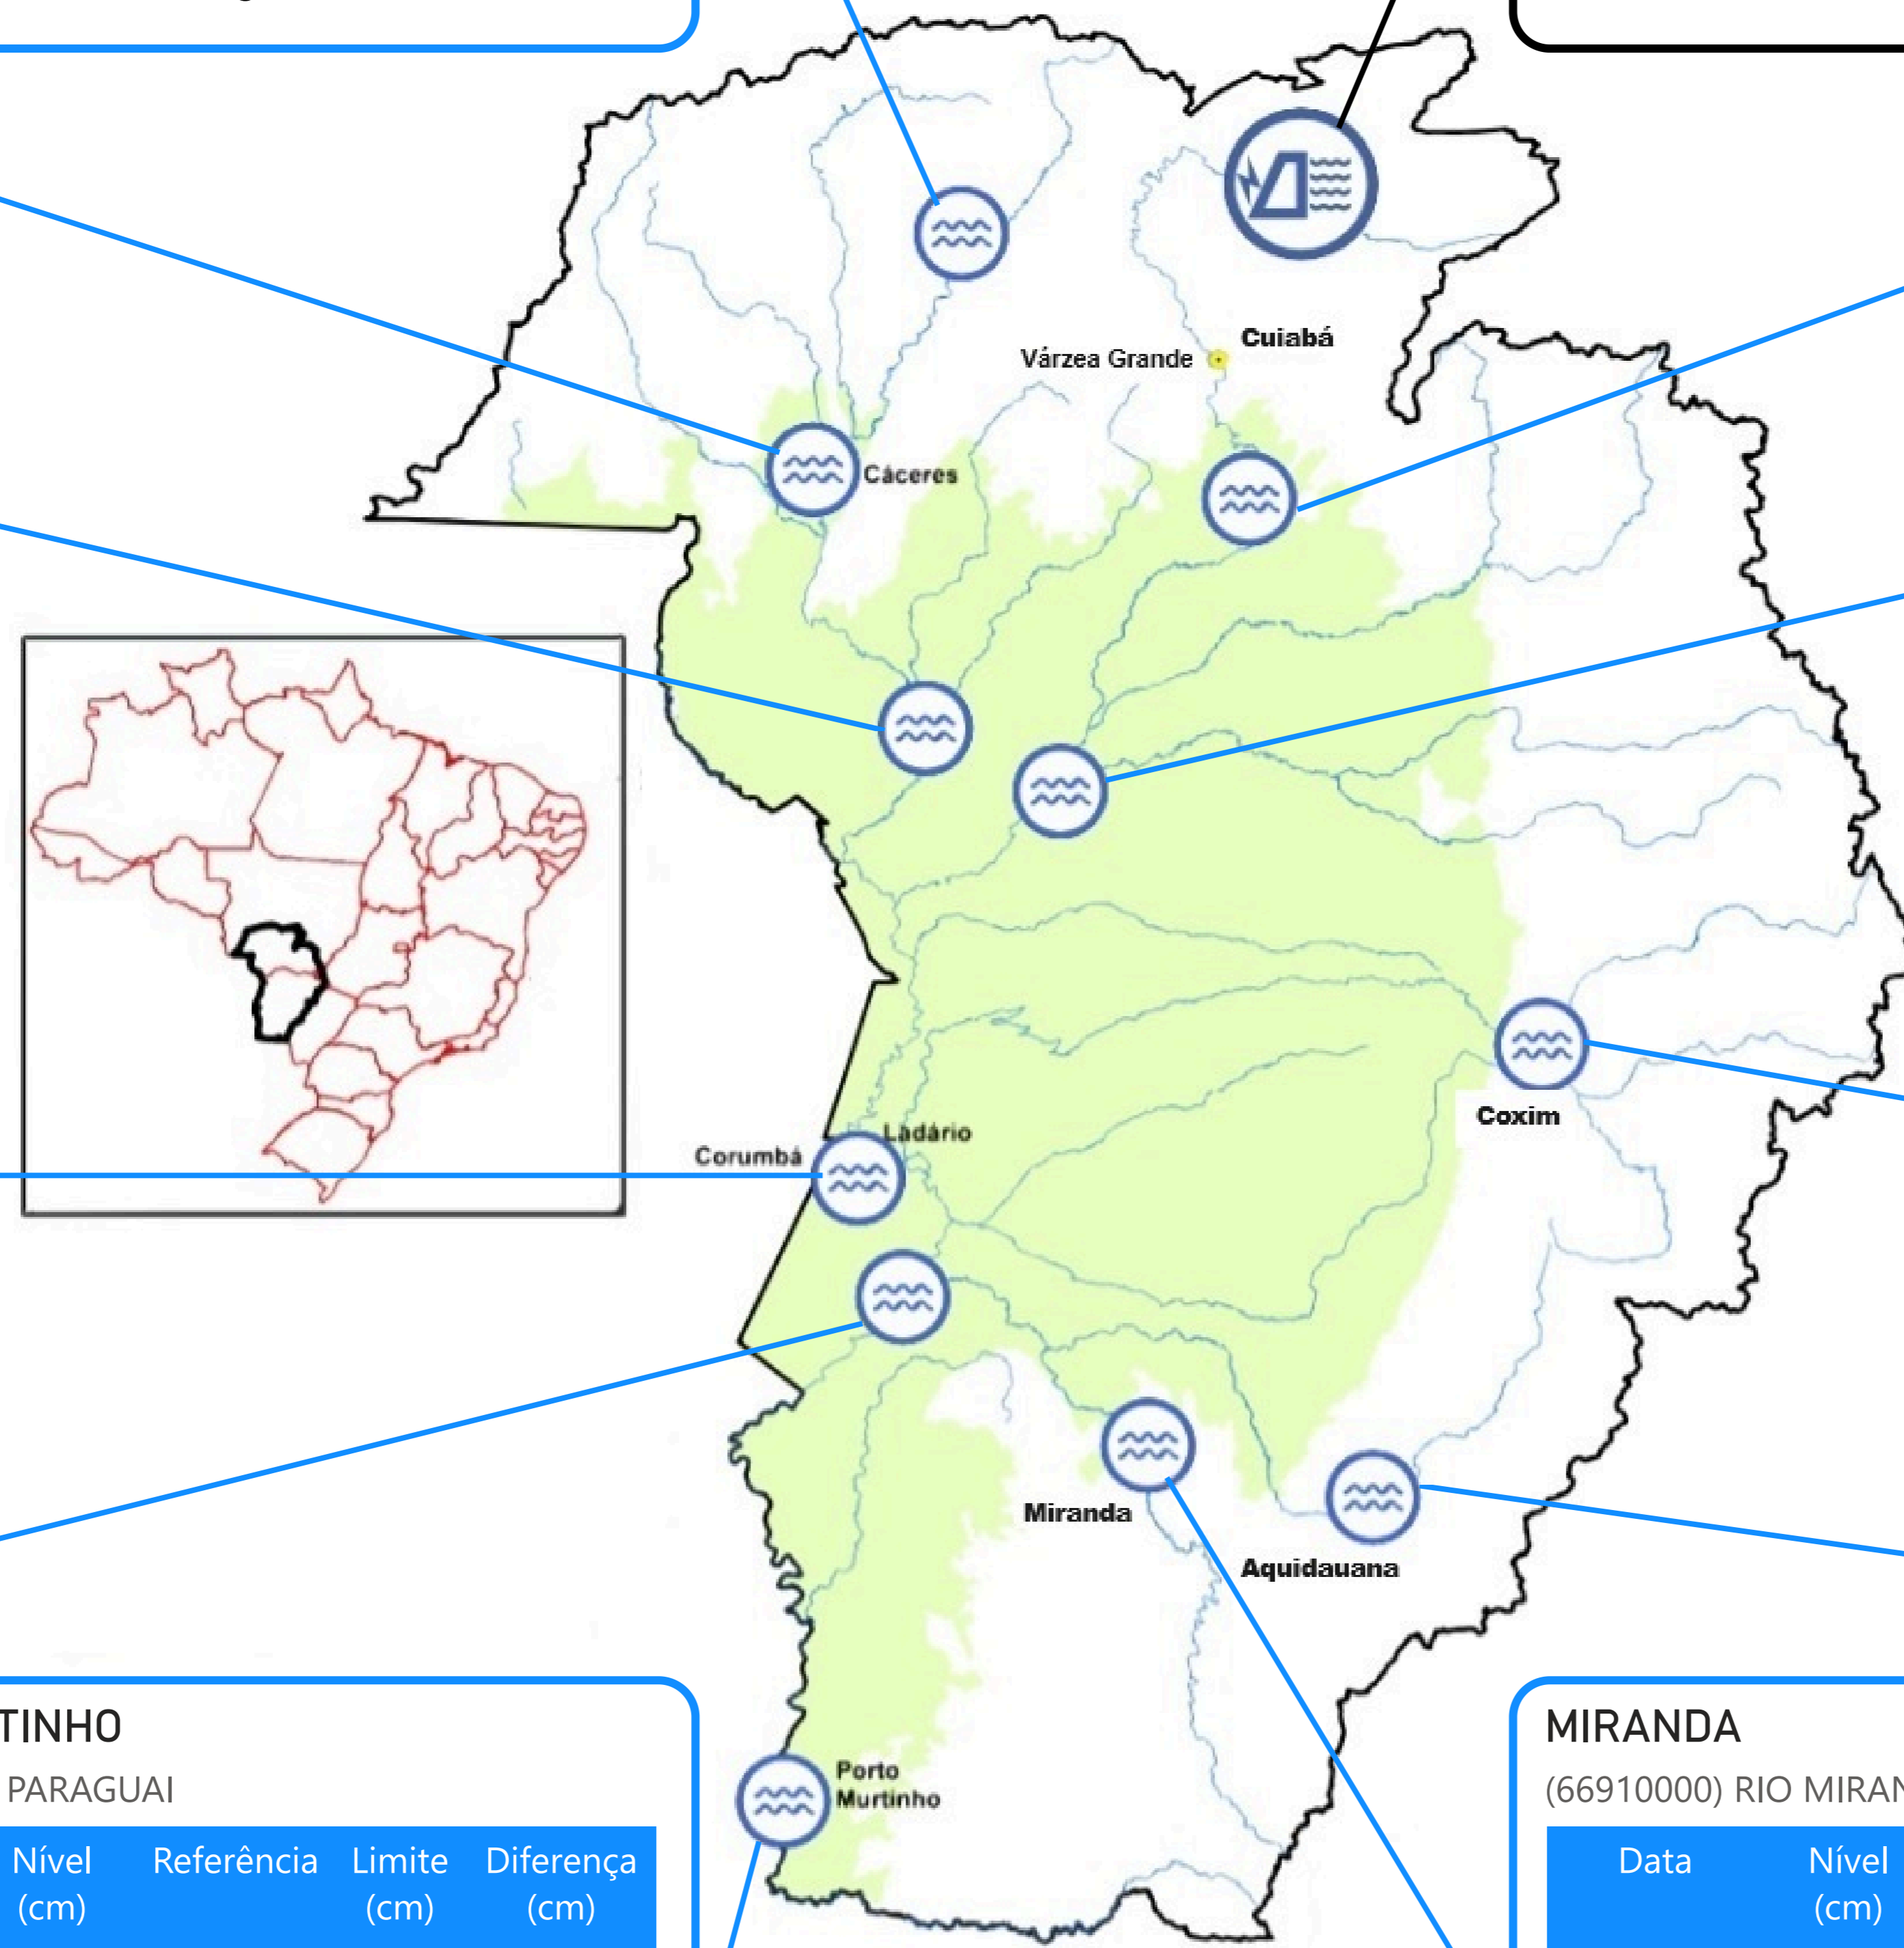 Cuiabá
Várzea Grande
Cáceres
Coxim
Ladário
Corumbá
Miranda
Aquidauana
Porto
Murtinho
TINHO
PARAGUAI
Nível
(cm)
Referência
Limite
(cm)
Diferença
(cm)
MIRANDA
(66910000) RIO MIRAN
Data
Nível
(cm)